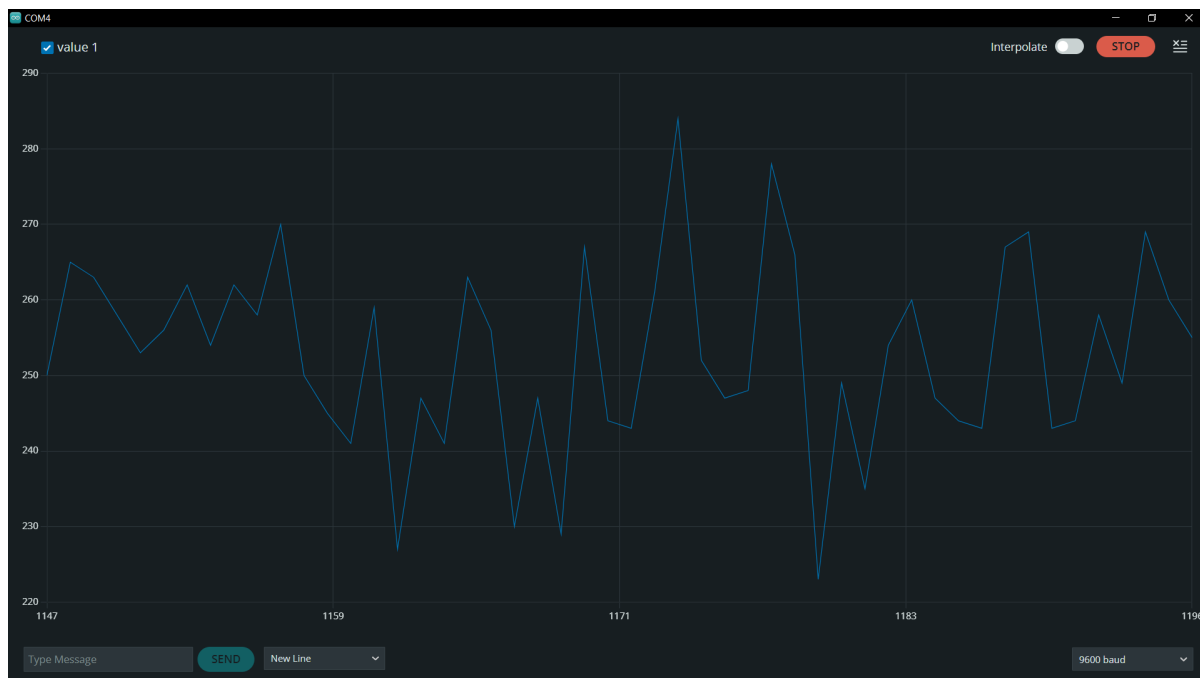 COM4
value 1
Interpolate
STOP
290
280
270
260
250
240
230
220
1147 1159 1171 1183 1196
Type Message
SEND
New Line
9600 baud